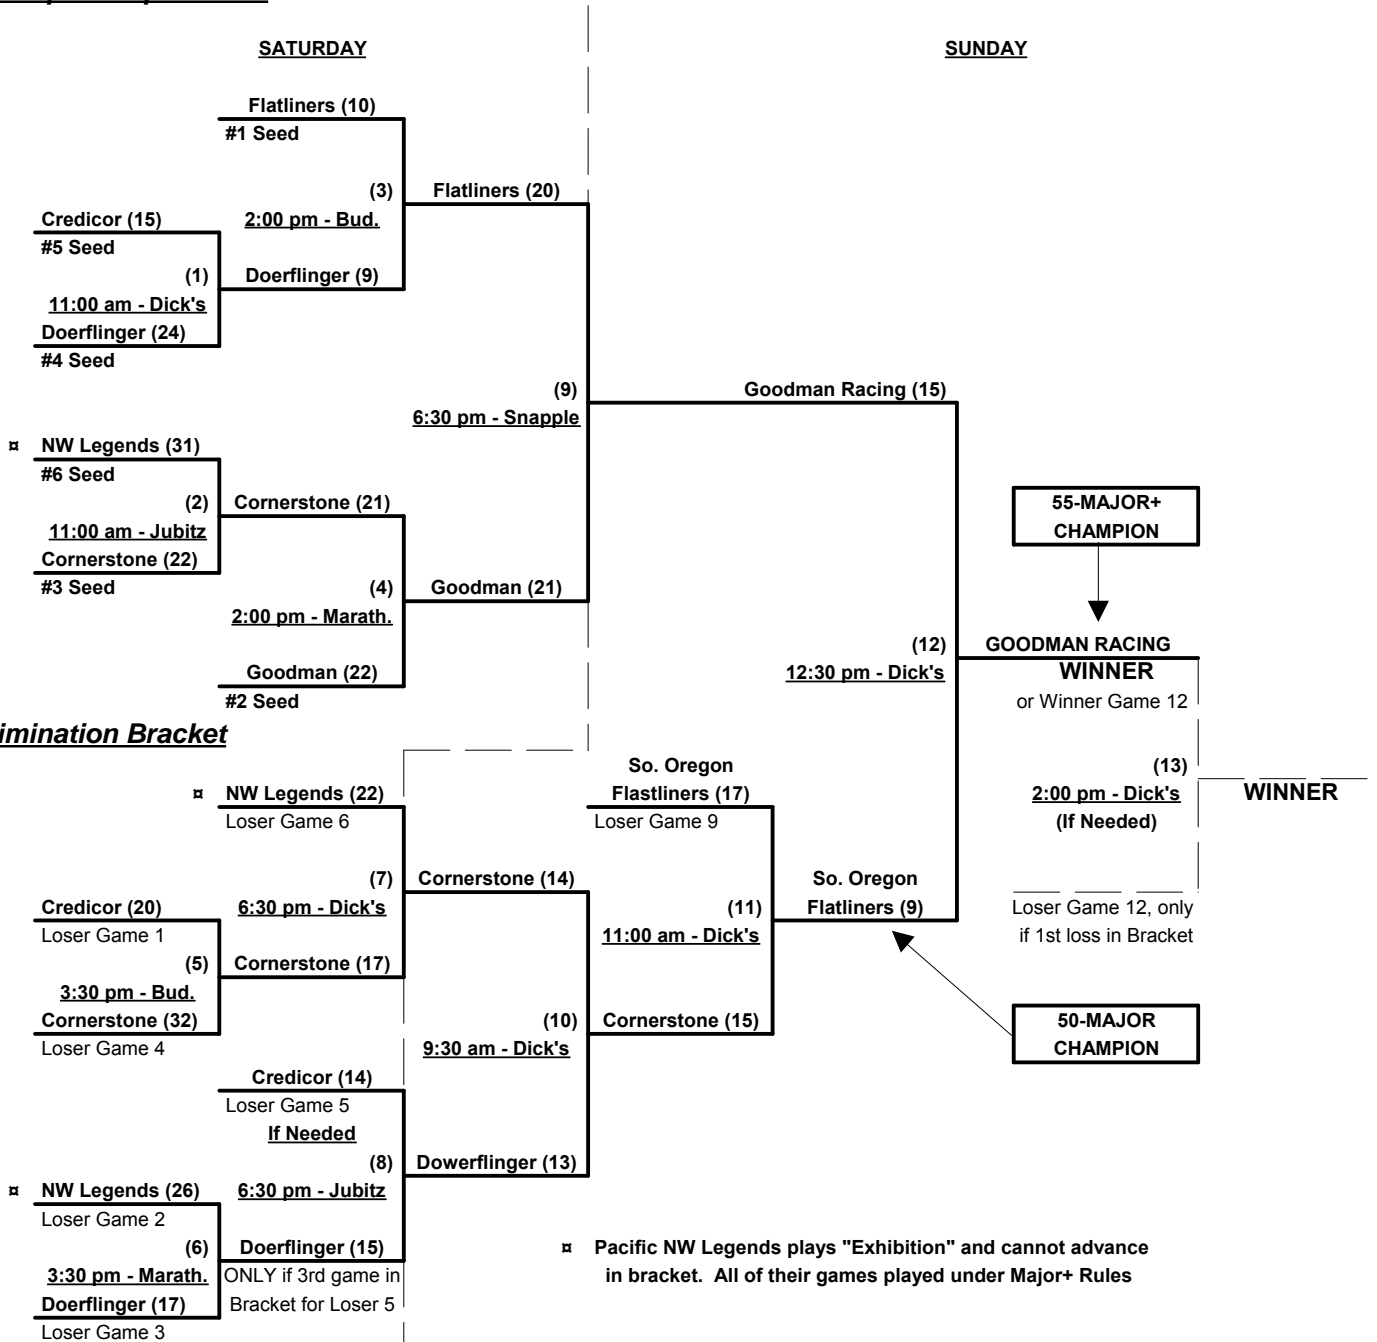 SATURDAY
SUNDAY
Flatliners (10)
#1 Seed
(3)
2:00 pm - Bud.
Flatliners (20)
Credicor (15)
#5 Seed
(1)
11:00 am - Dick's
Doerflinger (9)
Doerflinger (24)
#4 Seed
(9)
6:30 pm - Snapple
Goodman Racing (15)
¤ NW Legends (31)
#6 Seed
(2)
11:00 am - Jubitz
Cornerstone (21)
Cornerstone (22)
#3 Seed
(4)
2:00 pm - Marath.
Goodman (21)
Goodman (22)
#2 Seed
55-MAJOR+
CHAMPION
(12)
12:30 pm - Dick's
GOODMAN RACING
WINNER
or Winner Game 12
imination Bracket
(13)
2:00 pm - Dick's
(If Needed)
WINNER
Loser Game 12, only
if 1st loss in Bracket
¤ NW Legends (22)
Loser Game 6
So. Oregon
Flastliners (17)
Loser Game 9
(7)
6:30 pm - Dick's
Cornerstone (14)
Credicor (20)
Loser Game 1
(5)
3:30 pm - Bud.
Cornerstone (17)
Cornerstone (32)
Loser Game 4
(11)
11:00 am - Dick's
So. Oregon
Flatliners (9)
(10)
9:30 am - Dick's
Cornerstone (15)
50-MAJOR
CHAMPION
Credicor (14)
Loser Game 5
If Needed
(8)
6:30 pm - Jubitz
Dowerflinger (13)
¤ NW Legends (26)
Loser Game 2
(6)
3:30 pm - Marath.
Doerflinger (15)
ONLY if 3rd game in
Bracket for Loser 5
Doerflinger (17)
Loser Game 3
¤ Pacific NW Legends plays "Exhibition" and cannot advance
in bracket. All of their games played under Major+ Rules